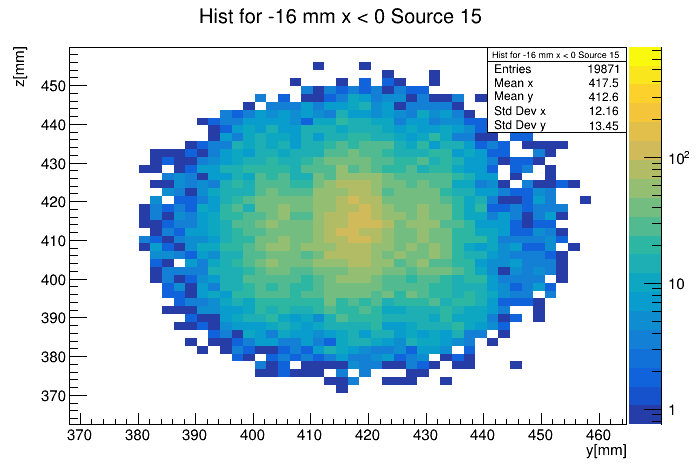 Hist for -16 mm x < 0 Source 15
z[mm]
Hist for -16 mm x < 0 Source 15
Entries 19871
Mean x 417.5
Mean y 412.6
Std Dev x 12.16
Std Dev y 13.45
450
440
430
420
410
400
390
380
370
10²
10
1
370 380 390 400 410 420 430 440 450 460
y[mm]